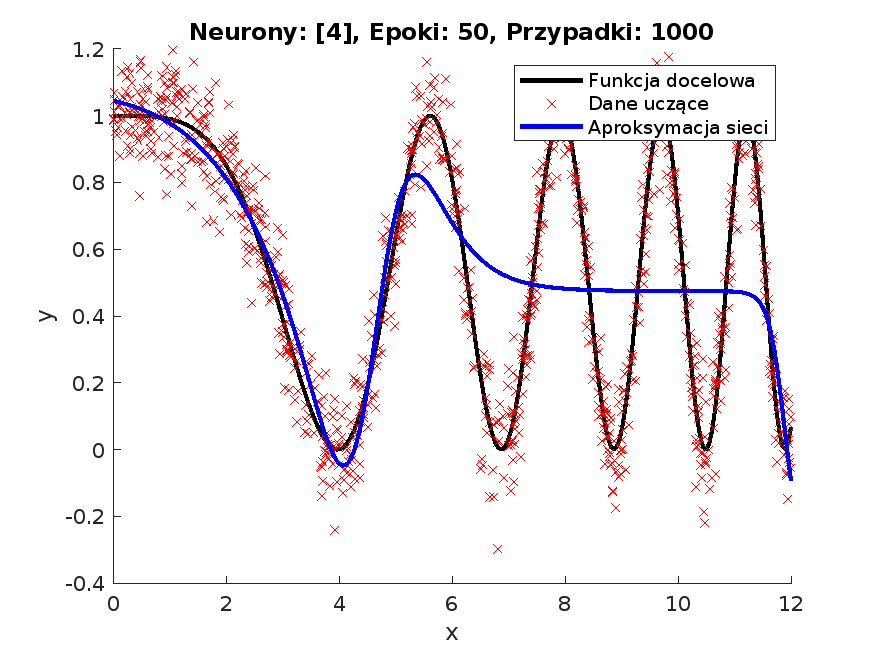 Neurony: [4], Epoki: 50, Przypadki: 1000
Funkcja docelowa
Dane uczące
Aproksymacja sieci
1.2
1
0.8
0.6
0.4
0.2
0
-0.2
-0.4
y
0 2 4 6 8 10 12
x